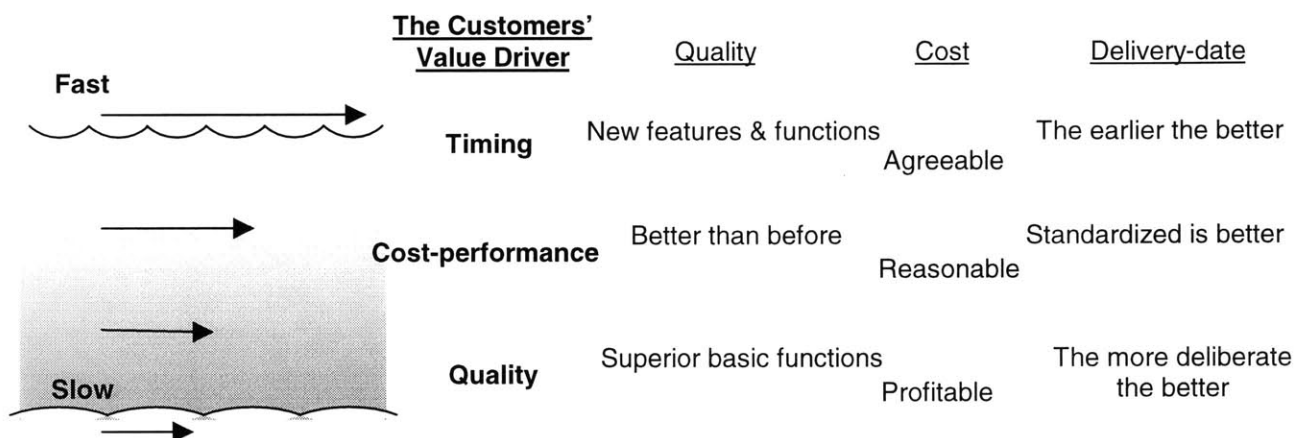 The Customers'
Value Driver
Quality
Cost
Delivery-date
Fast
Timing
New features & functions
Agreeable
The earlier the better
Cost-performance
Better than before
Reasonable
Standardized is better
Slow
Quality
Superior basic functions
Profitable
The more deliberate
the better